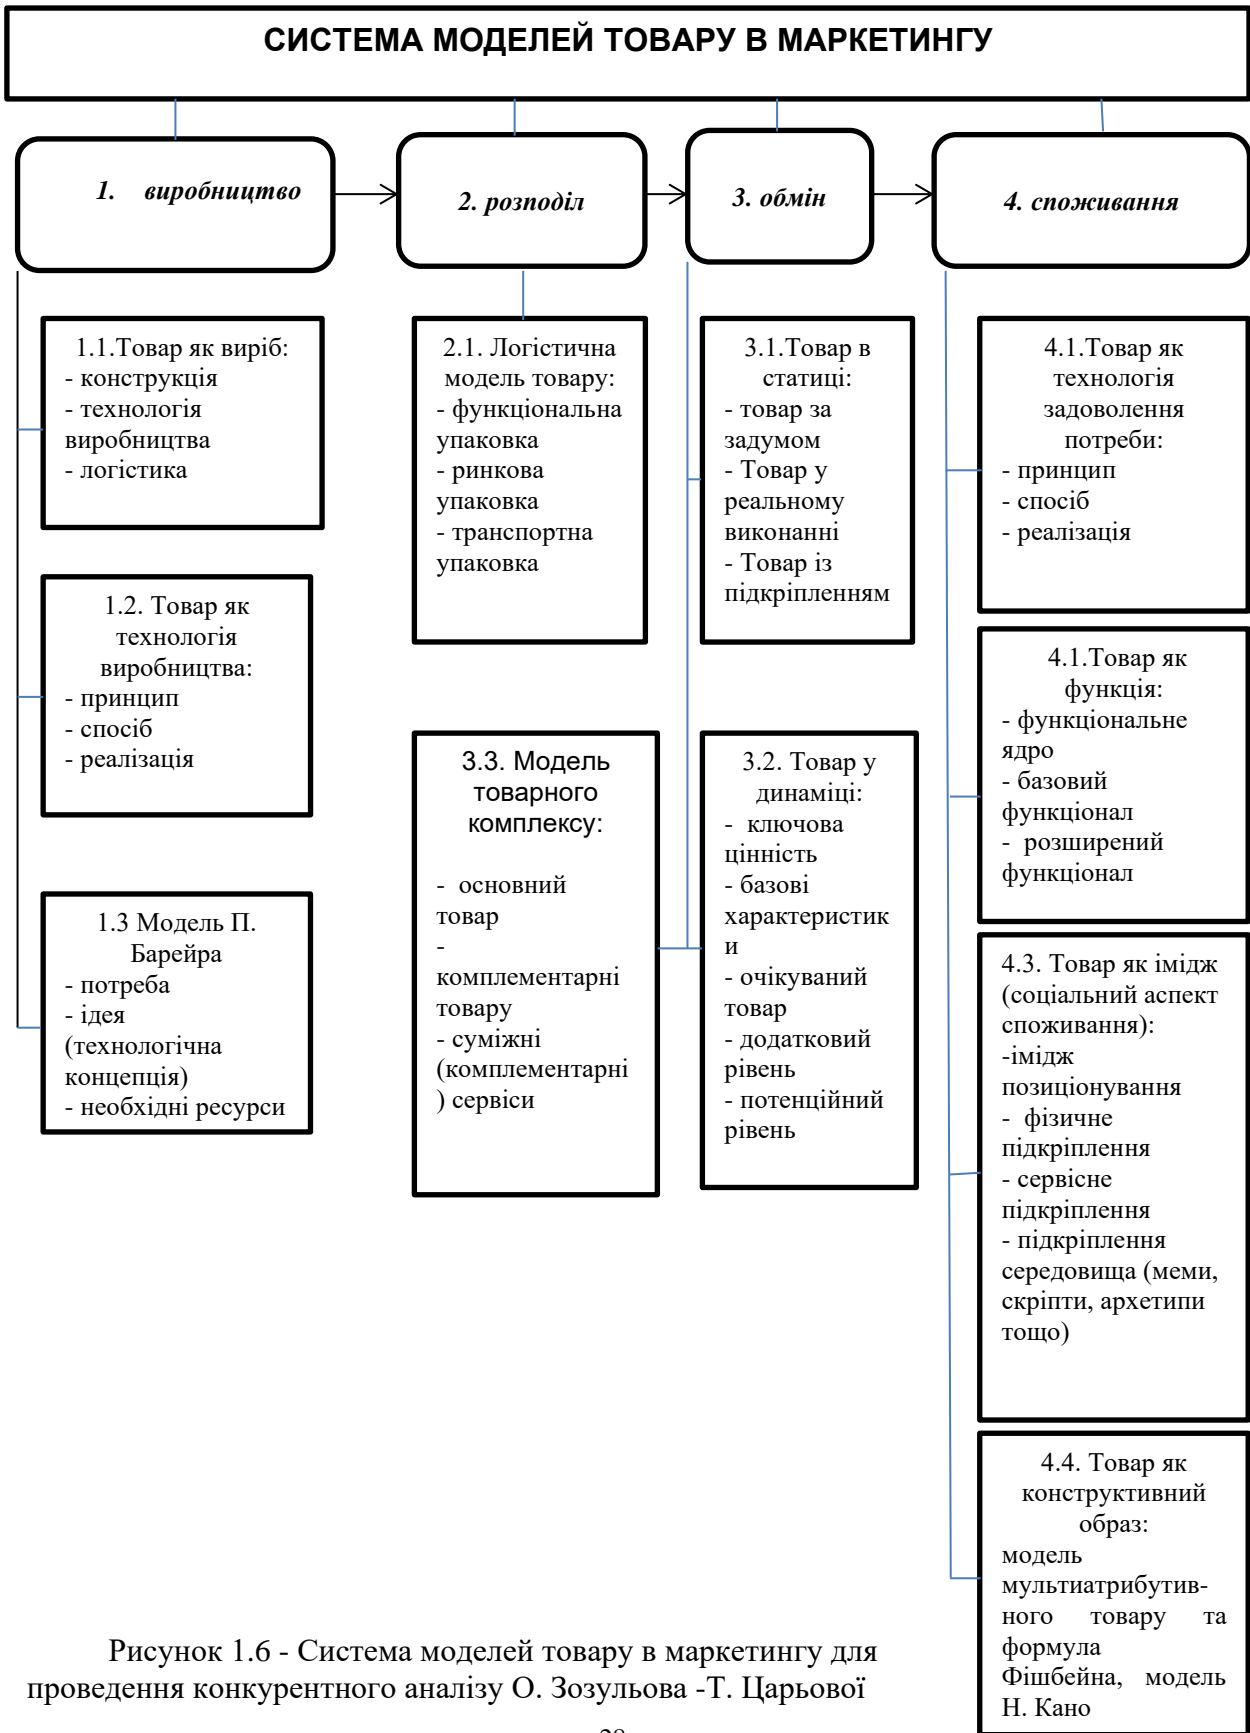 СИСТЕМА МОДЕЛЕЙ ТОВАРУ В МАРКЕТИНГУ
1. виробництво
2. розподіл
3. обмін
4. споживання
1.1.Товар як виріб:
- конструкція
- технологія
виробництва
- логістика
1.2. Товар як
технологія
виробництва:
- принцип
- спосіб
- реалізація
1.3 Модель П.
Барейра
- потреба
- ідея
(технологічна
концепція)
- необхідні ресурси
2.1. Логістична
модель товару:
- функціональна
упаковка
- ринкова
упаковка
- транспортна
упаковка
3.1.Товар в
статиці:
- товар за
задумом
- Товар у
реальному
виконанні
- Товар із
підкріпленням
3.3. Модель
товарного
комплексу:
- основний
товар
-
комплементарні
товару
- суміжні
(комплементарні
) сервіси
3.2. Товар у
динаміці:
- ключова
цінність
- базові
характеристик
и
- очікуваний
товар
- додатковий
рівень
- потенційний
рівень
4.1.Товар як
технологія
задоволення
потреби:
- принцип
- спосіб
- реалізація
4.1.Товар як
функція:
- функціональне
ядро
- базовий
функціонал
- розширений
функціонал
4.3. Товар як імідж
(соціальний аспект
споживання):
-імідж
позиціонування
- фізичне
підкріплення
- сервісне
підкріплення
- підкріплення
середовища (меми,
скріпти, архетипи
тощо)
4.4. Товар як
конструктивний
образ:
модель
мультиатрибутив-
ного товару та
формула
Фішбейна, модель
Н. Кано
Рисунок 1.6 - Система моделей товару в маркетингу для
проведення конкурентного аналізу О. Зозульова -Т. Царьової